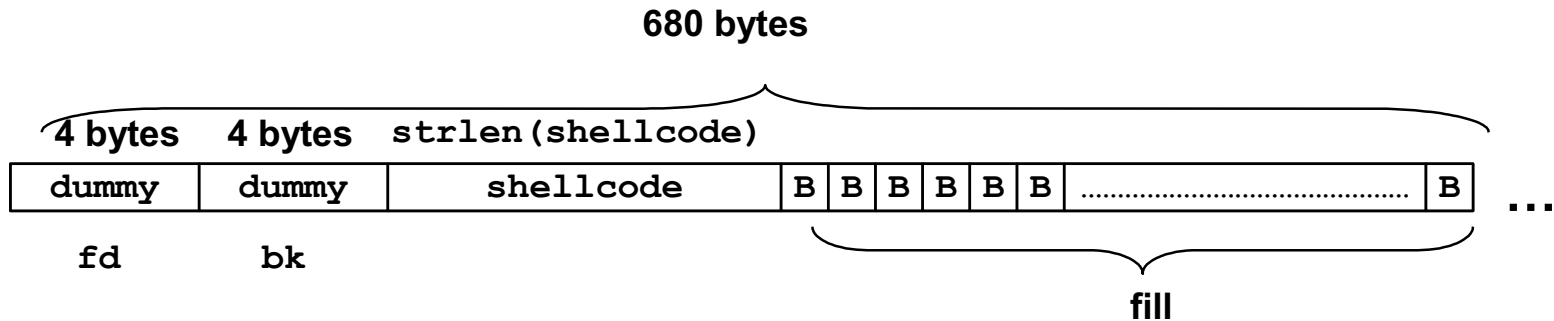 680 bytes
4 bytes 4 bytes strlen(shellcode)
dummy dummy shellcode B B B B B B ........................................... B ...
fd bk
fill